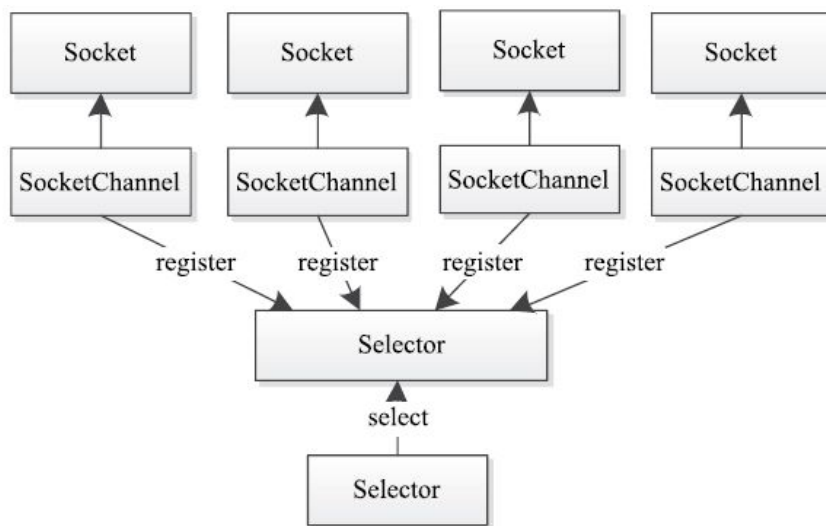 Socket
Socket
Socket
Socket
SocketChannel
SocketChannel
SocketChannel
SocketChannel
register
register
register
register
Selector
select
Selector